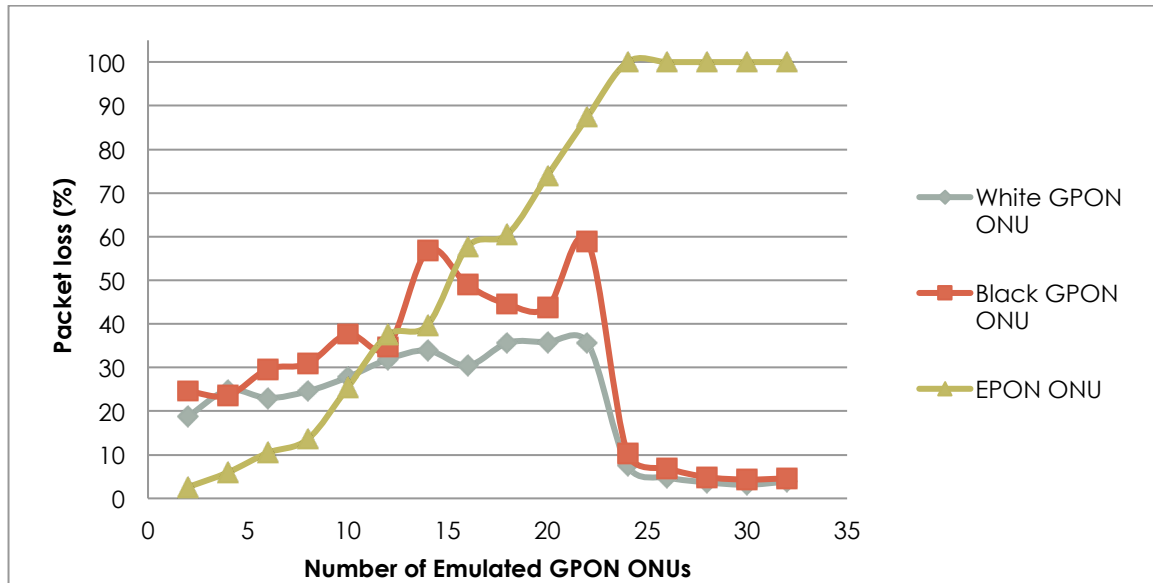 100
90
80
70
60
50
40
30
20
10
0
Packet loss (%)
0 5 10 15 20 25 30 35
Number of Emulated GPON ONUs
White GPON
ONU
Black GPON
ONU
EPON ONU